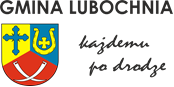 GMINA LUBOCHNIA
każdemu
po drodze